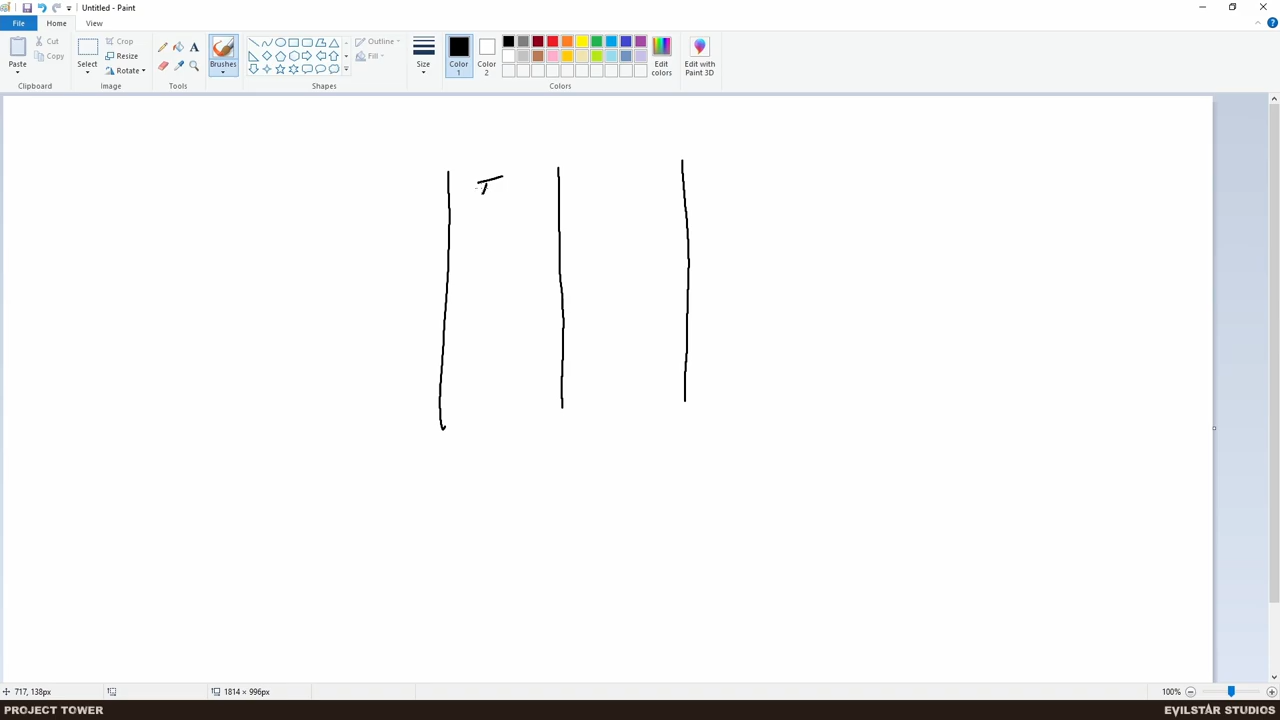 Untitled - Paint
File Home View
Paste
Cut
Copy
Clipboard
Select
Crop
Resize
Rotate
Image
A
Tools
Brushes
Outline
Fill
Shapes
Size
Color 1
Color 2
Edit colors
Colors
Edit with Paint 3D
T
717, 138px
1814 × 996px
100%
PROJECT TOWER
EVILSTAR STUDIOS